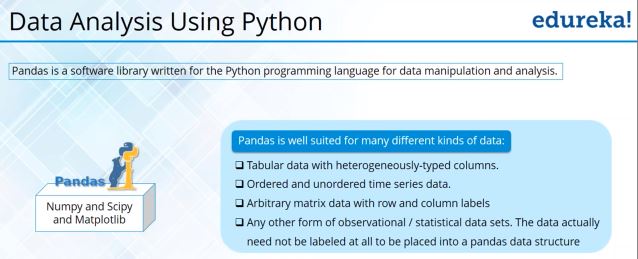 Data Analysis Using Python
edureka!
Pandas is a software library written for the Python programming language for data manipulation and analysis.
Pandas is well suited for many different kinds of data:
Tabular data with heterogeneously-typed columns.
Ordered and unordered time series data.
Arbitrary matrix data with row and column labels
Any other form of observational / statistical data sets. The data actually
need not be labeled at all to be placed into a pandas data structure
Pandas
Numpy and Scipy
and Matplotlib